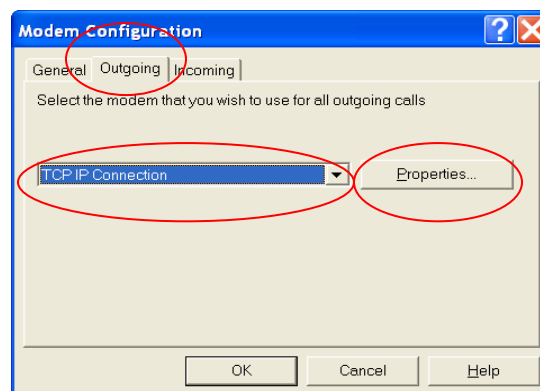 Modem Configuration
General Outgoing Incoming
Select the modem that you wish to use for all outgoing calls
TCP IP Connection Properties...
OK Cancel Help